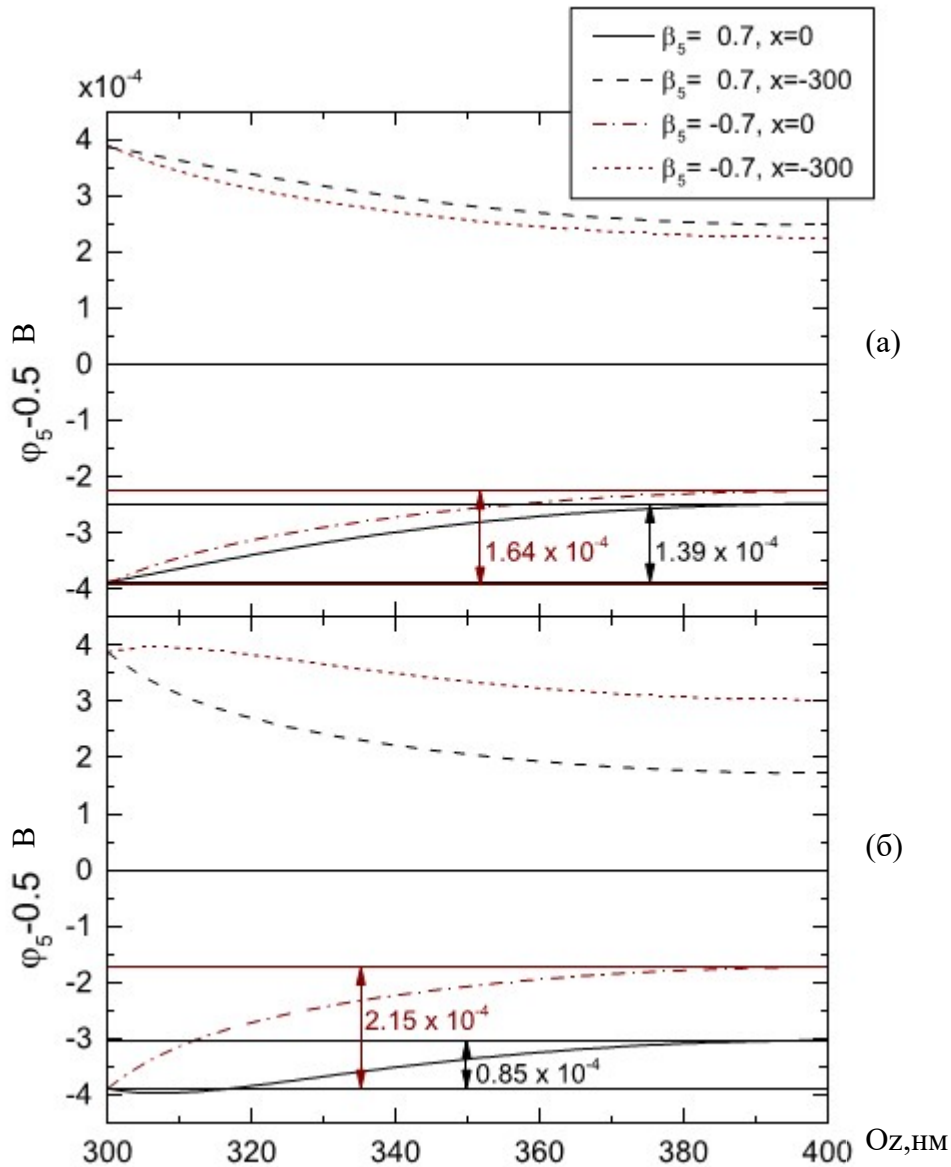 β₅= 0.7, x=0
β₅= 0.7, x=-300
β₅= -0.7, x=0
β₅= -0.7, x=-300
x10⁻⁴
4
3
2
1
0
-1
-2
-3
-4
φ₅-0.5 В
(а)
1.64 x 10⁻⁴
1.39 x 10⁻⁴
4
3
2
1
0
-1
-2
-3
-4
φ₅-0.5 В
(б)
2.15 x 10⁻⁴
0.85 x 10⁻⁴
300 320 340 360 380 400 Oz,нм